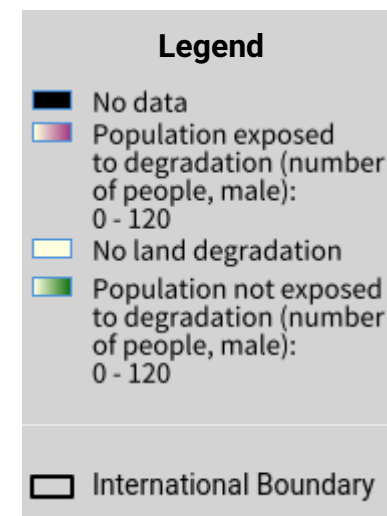 Legend
No data
Population exposed
to degradation (number
of people, male):
0 - 120
No land degradation
Population not exposed
to degradation (number
of people, male):
0 - 120
International Boundary